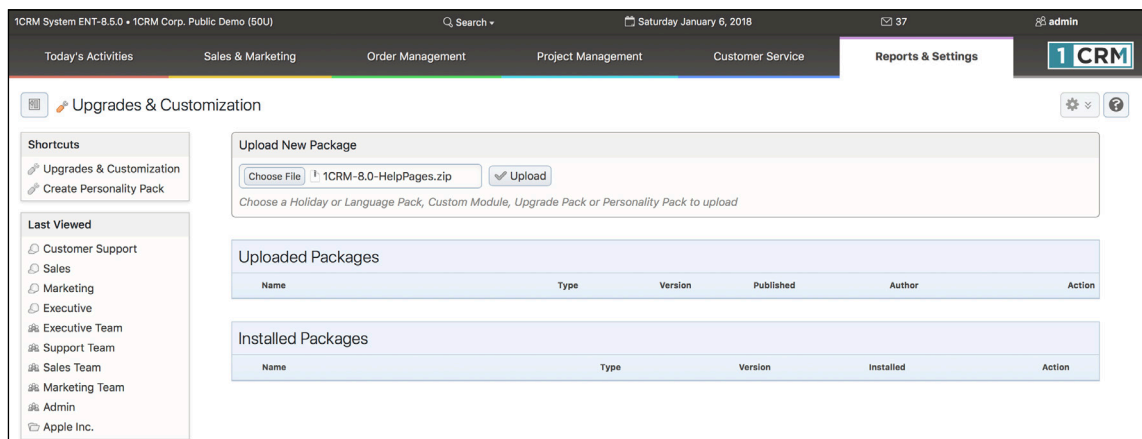 1CRM System ENT-8.5.0 • 1CRM Corp. Public Demo (50U) Search Saturday January 6, 2018 37 admin
Today's Activities Sales & Marketing Order Management Project Management Customer Service Reports & Settings 1 CRM
Upgrades & Customization
Shortcuts
Upgrades & Customization
Create Personality Pack
Last Viewed
Customer Support
Sales
Marketing
Executive
Executive Team
Support Team
Sales Team
Marketing Team
Admin
Apple Inc.
Upload New Package
Choose File 1CRM-8.0-HelpPages.zip Upload
Choose a Holiday or Language Pack, Custom Module, Upgrade Pack or Personality Pack to upload
Uploaded Packages
Name Type Version Published Author Action
Installed Packages
Name Type Version Installed Action